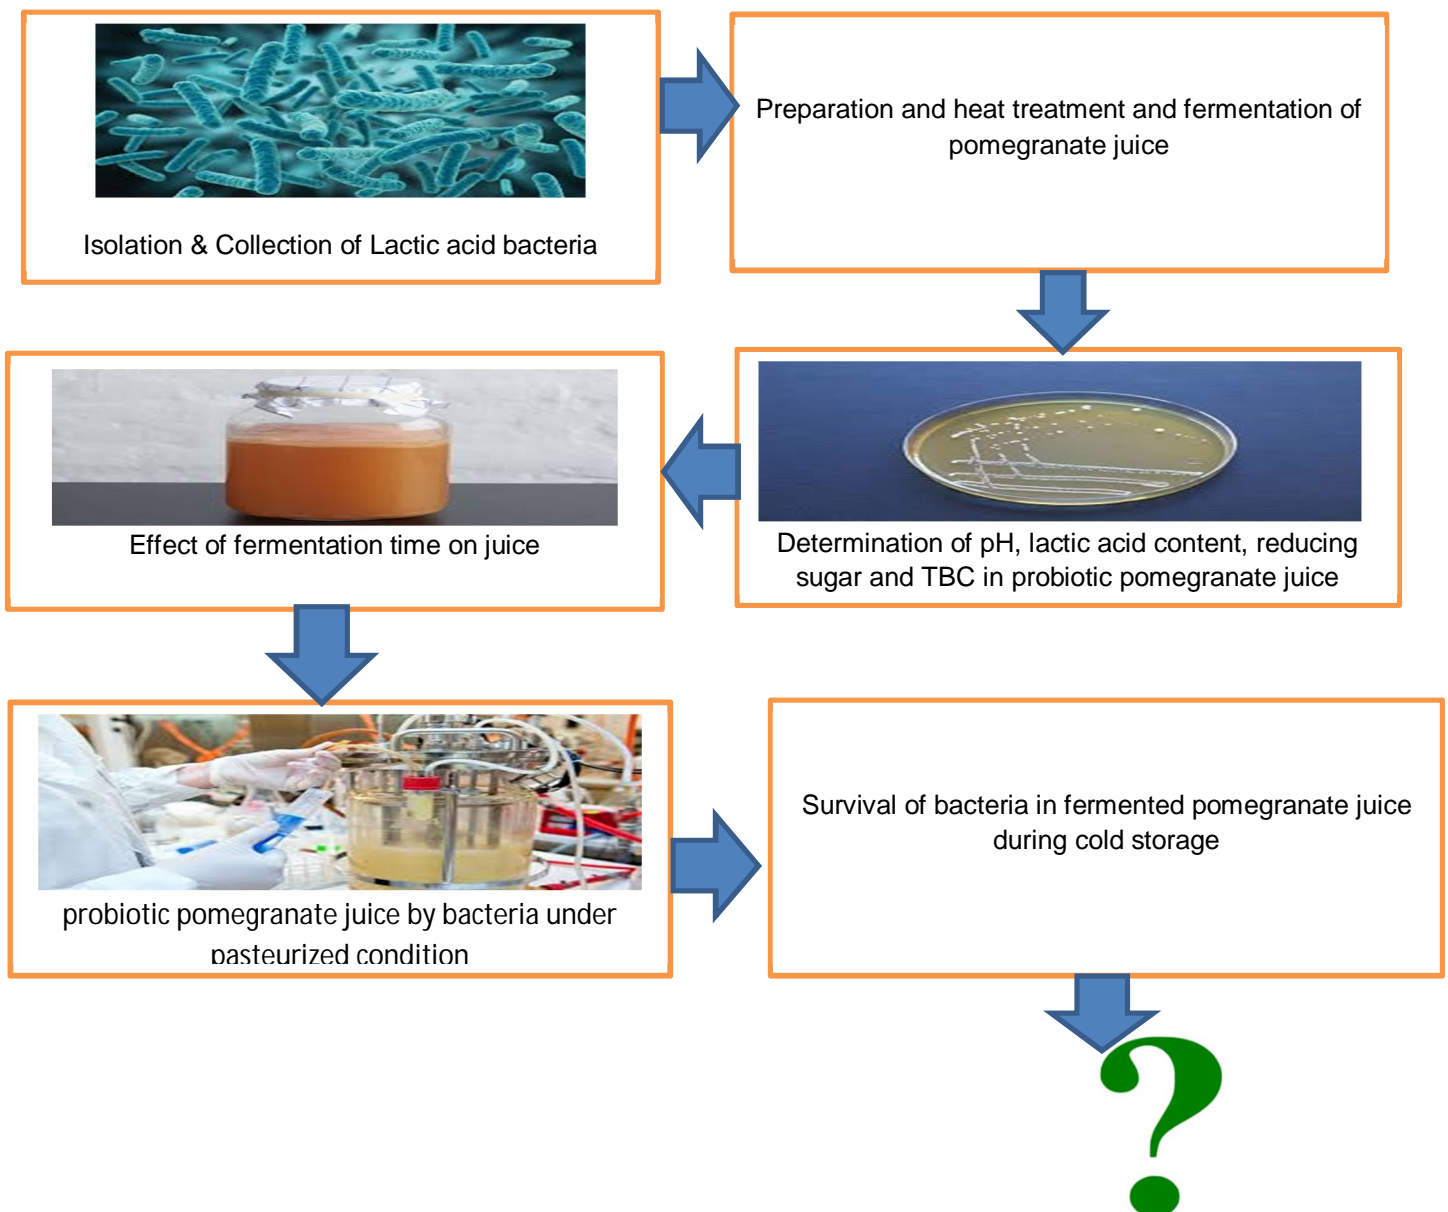 Isolation & Collection of Lactic acid bacteria
Preparation and heat treatment and fermentation of
pomegranate juice
Determination of pH, lactic acid content, reducing
sugar and TBC in probiotic pomegranate juice
Effect of fermentation time on juice
probiotic pomegranate juice by bacteria under
pasteurized condition
Survival of bacteria in fermented pomegranate juice
during cold storage
?